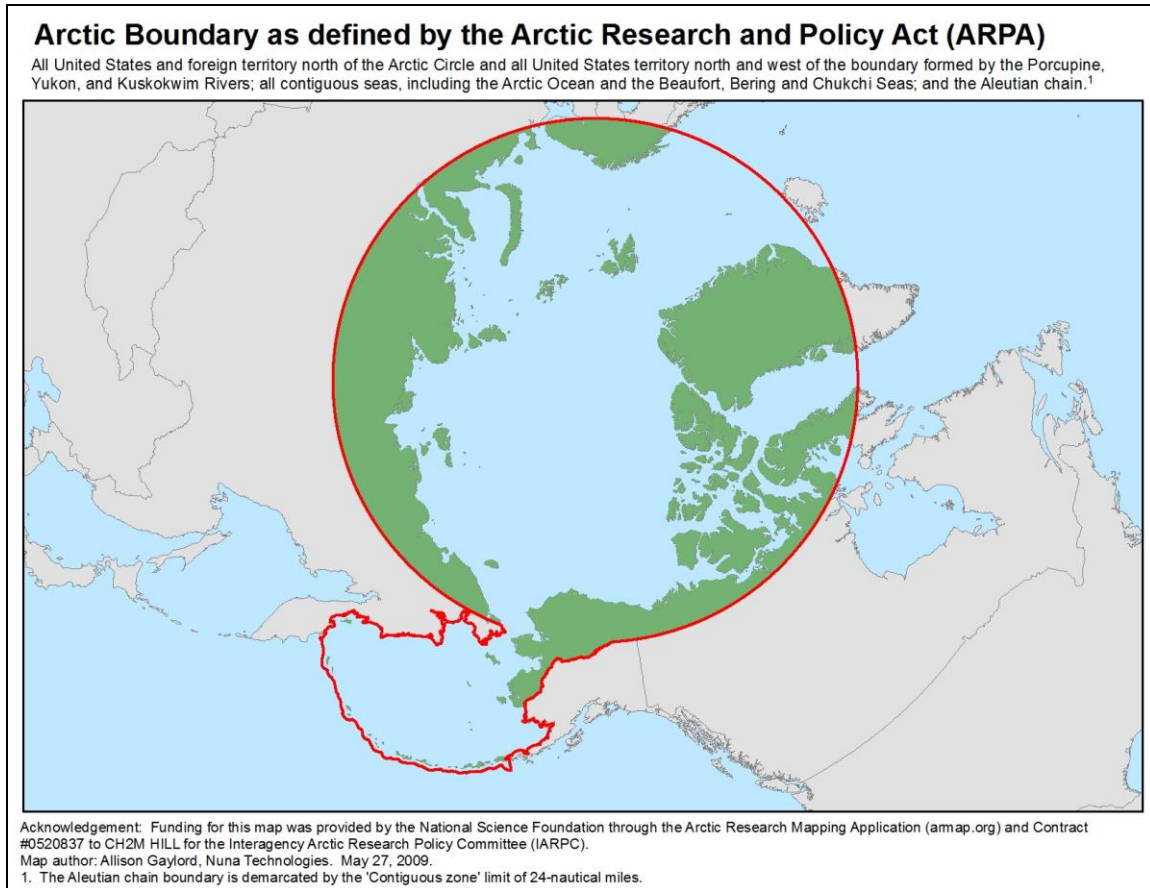 Arctic Boundary as defined by the Arctic Research and Policy Act (ARPA)
All United States and foreign territory north of the Arctic Circle and all United States territory north and west of the boundary formed by the Porcupine,
Yukon, and Kuskokwim Rivers; all contiguous seas, including the Arctic Ocean and the Beaufort, Bering and Chukchi Seas; and the Aleutian chain.¹
Acknowledgement: Funding for this map was provided by the National Science Foundation through the Arctic Research Mapping Application (armap.org) and Contract
#0520837 to CH2M HILL for the Interagency Arctic Research Policy Committee (IARPC).
Map author: Allison Gaylord, Nuna Technologies. May 27, 2009.
1. The Aleutian chain boundary is demarcated by the 'Contiguous zone' limit of 24-nautical miles.